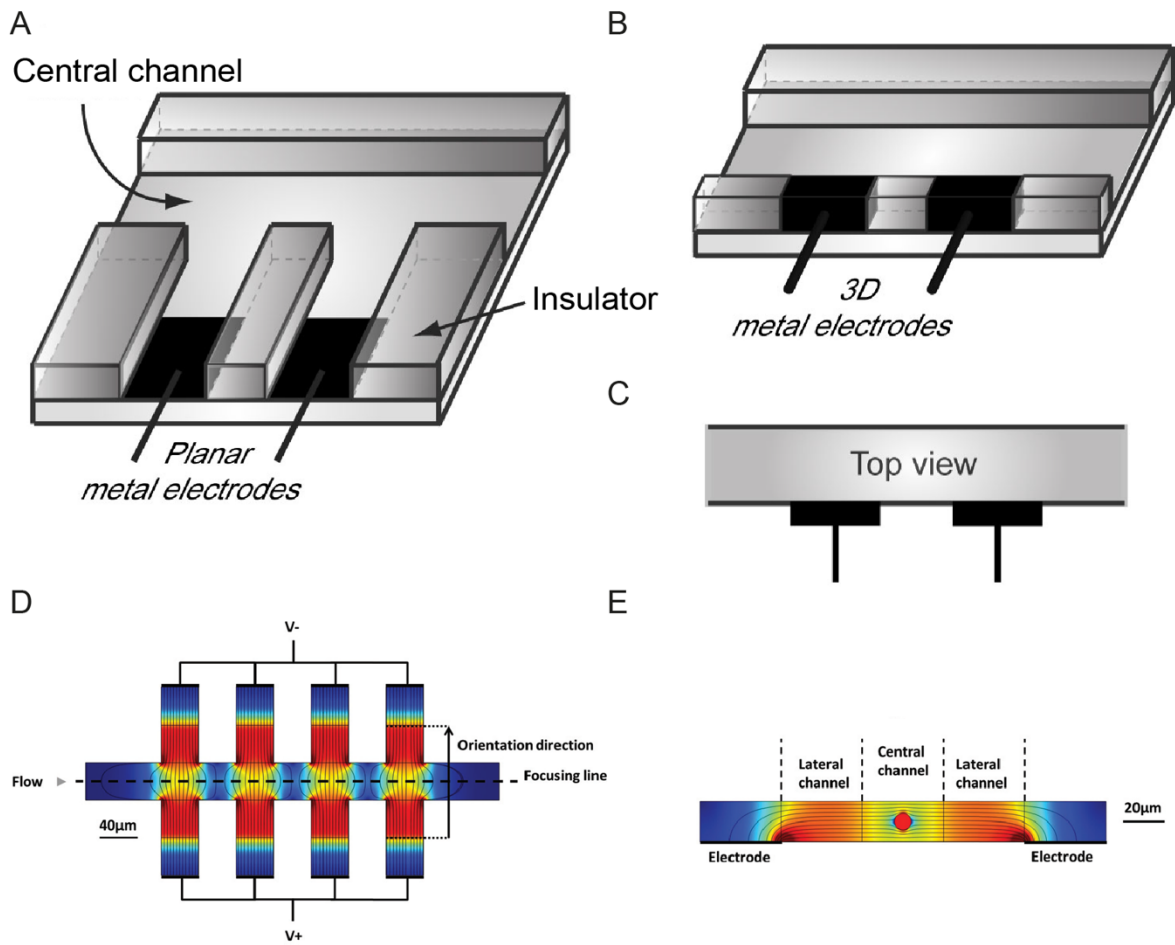 A
Central channel
Insulator
Planar
metal electrodes
B
3D
metal electrodes
C
Top view
D
V-
Orientation direction
Flow
Focusing line
40µm
V+
E
Lateral
channel
Central
channel
Lateral
channel
20µm
Electrode
Electrode